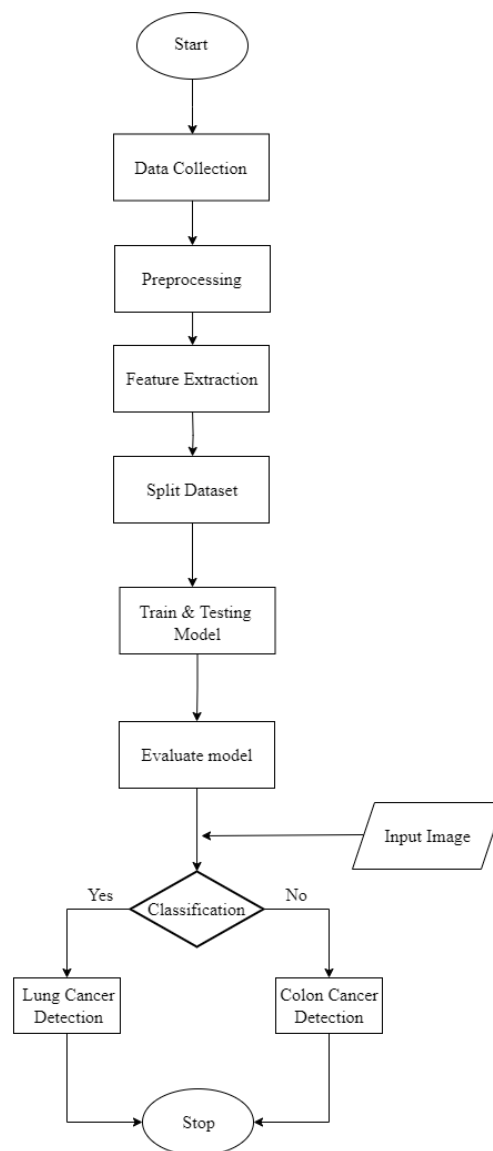 Start
Data Collection
Preprocessing
Feature Extraction
Split Dataset
Train & Testing
Model
Evaluate model
Input Image
Yes
Classification
No
Lung Cancer
Detection
Colon Cancer
Detection
Stop